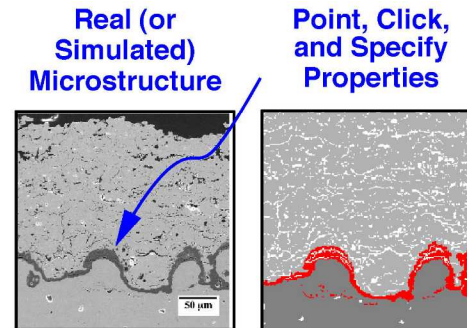 Real (or
Simulated)
Microstructure
Point, Click,
and Specify
Properties
50 μm